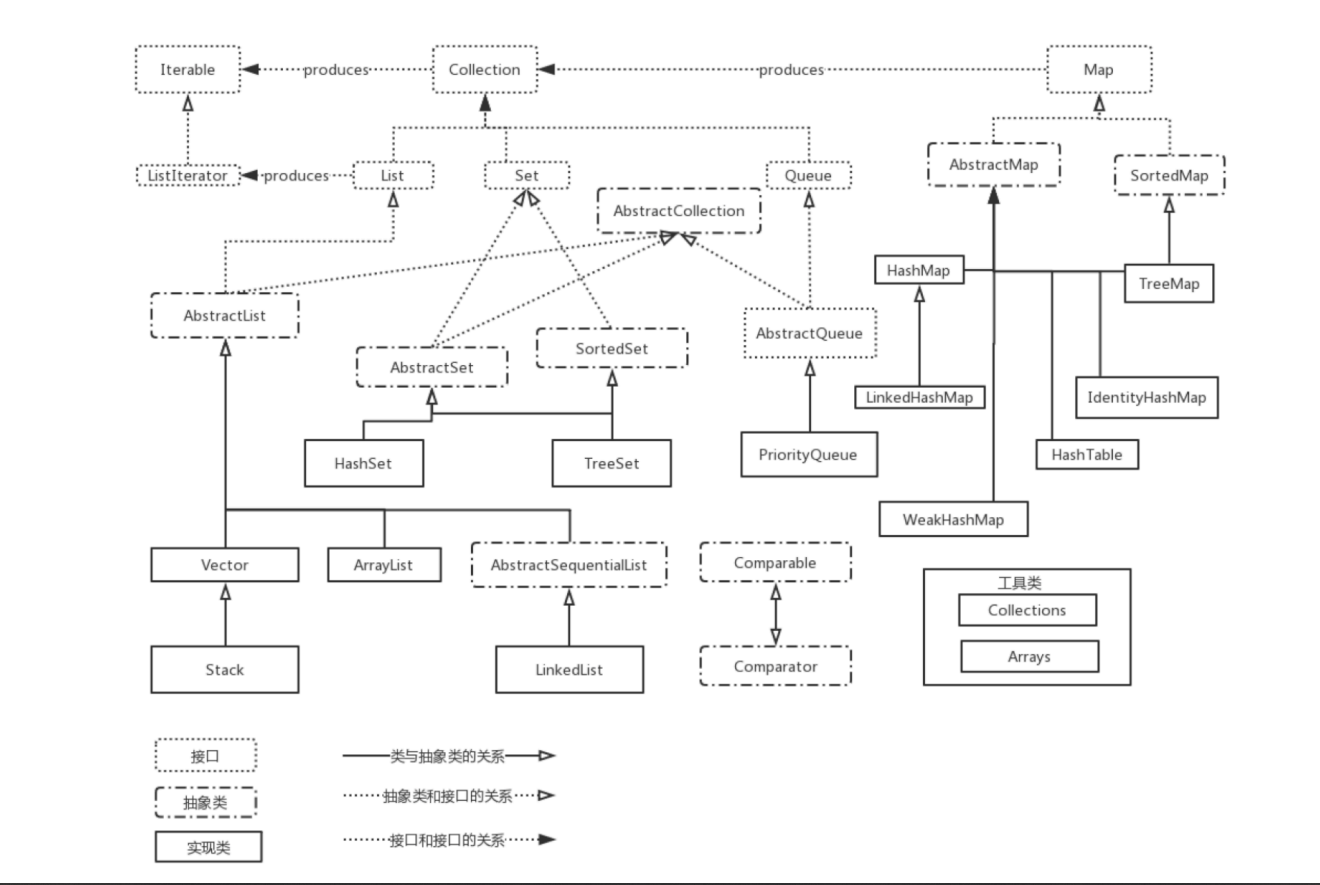 Iterable
produces
Collection
produces
Map
ListIterator
produces
List
Set
Queue
AbstractMap
SortedMap
AbstractCollection
HashMap
TreeMap
AbstractList
AbstractSet
SortedSet
AbstractQueue
LinkedHashMap
IdentityHashMap
HashSet
TreeSet
PriorityQueue
HashTable
WeakHashMap
Vector
ArrayList
AbstractSequentialList
Comparable
工具类
Collections
Arrays
Stack
LinkedList
Comparator
接口
类与抽象类的关系
抽象类
抽象类和接口的关系
实现类
接口和接口的关系